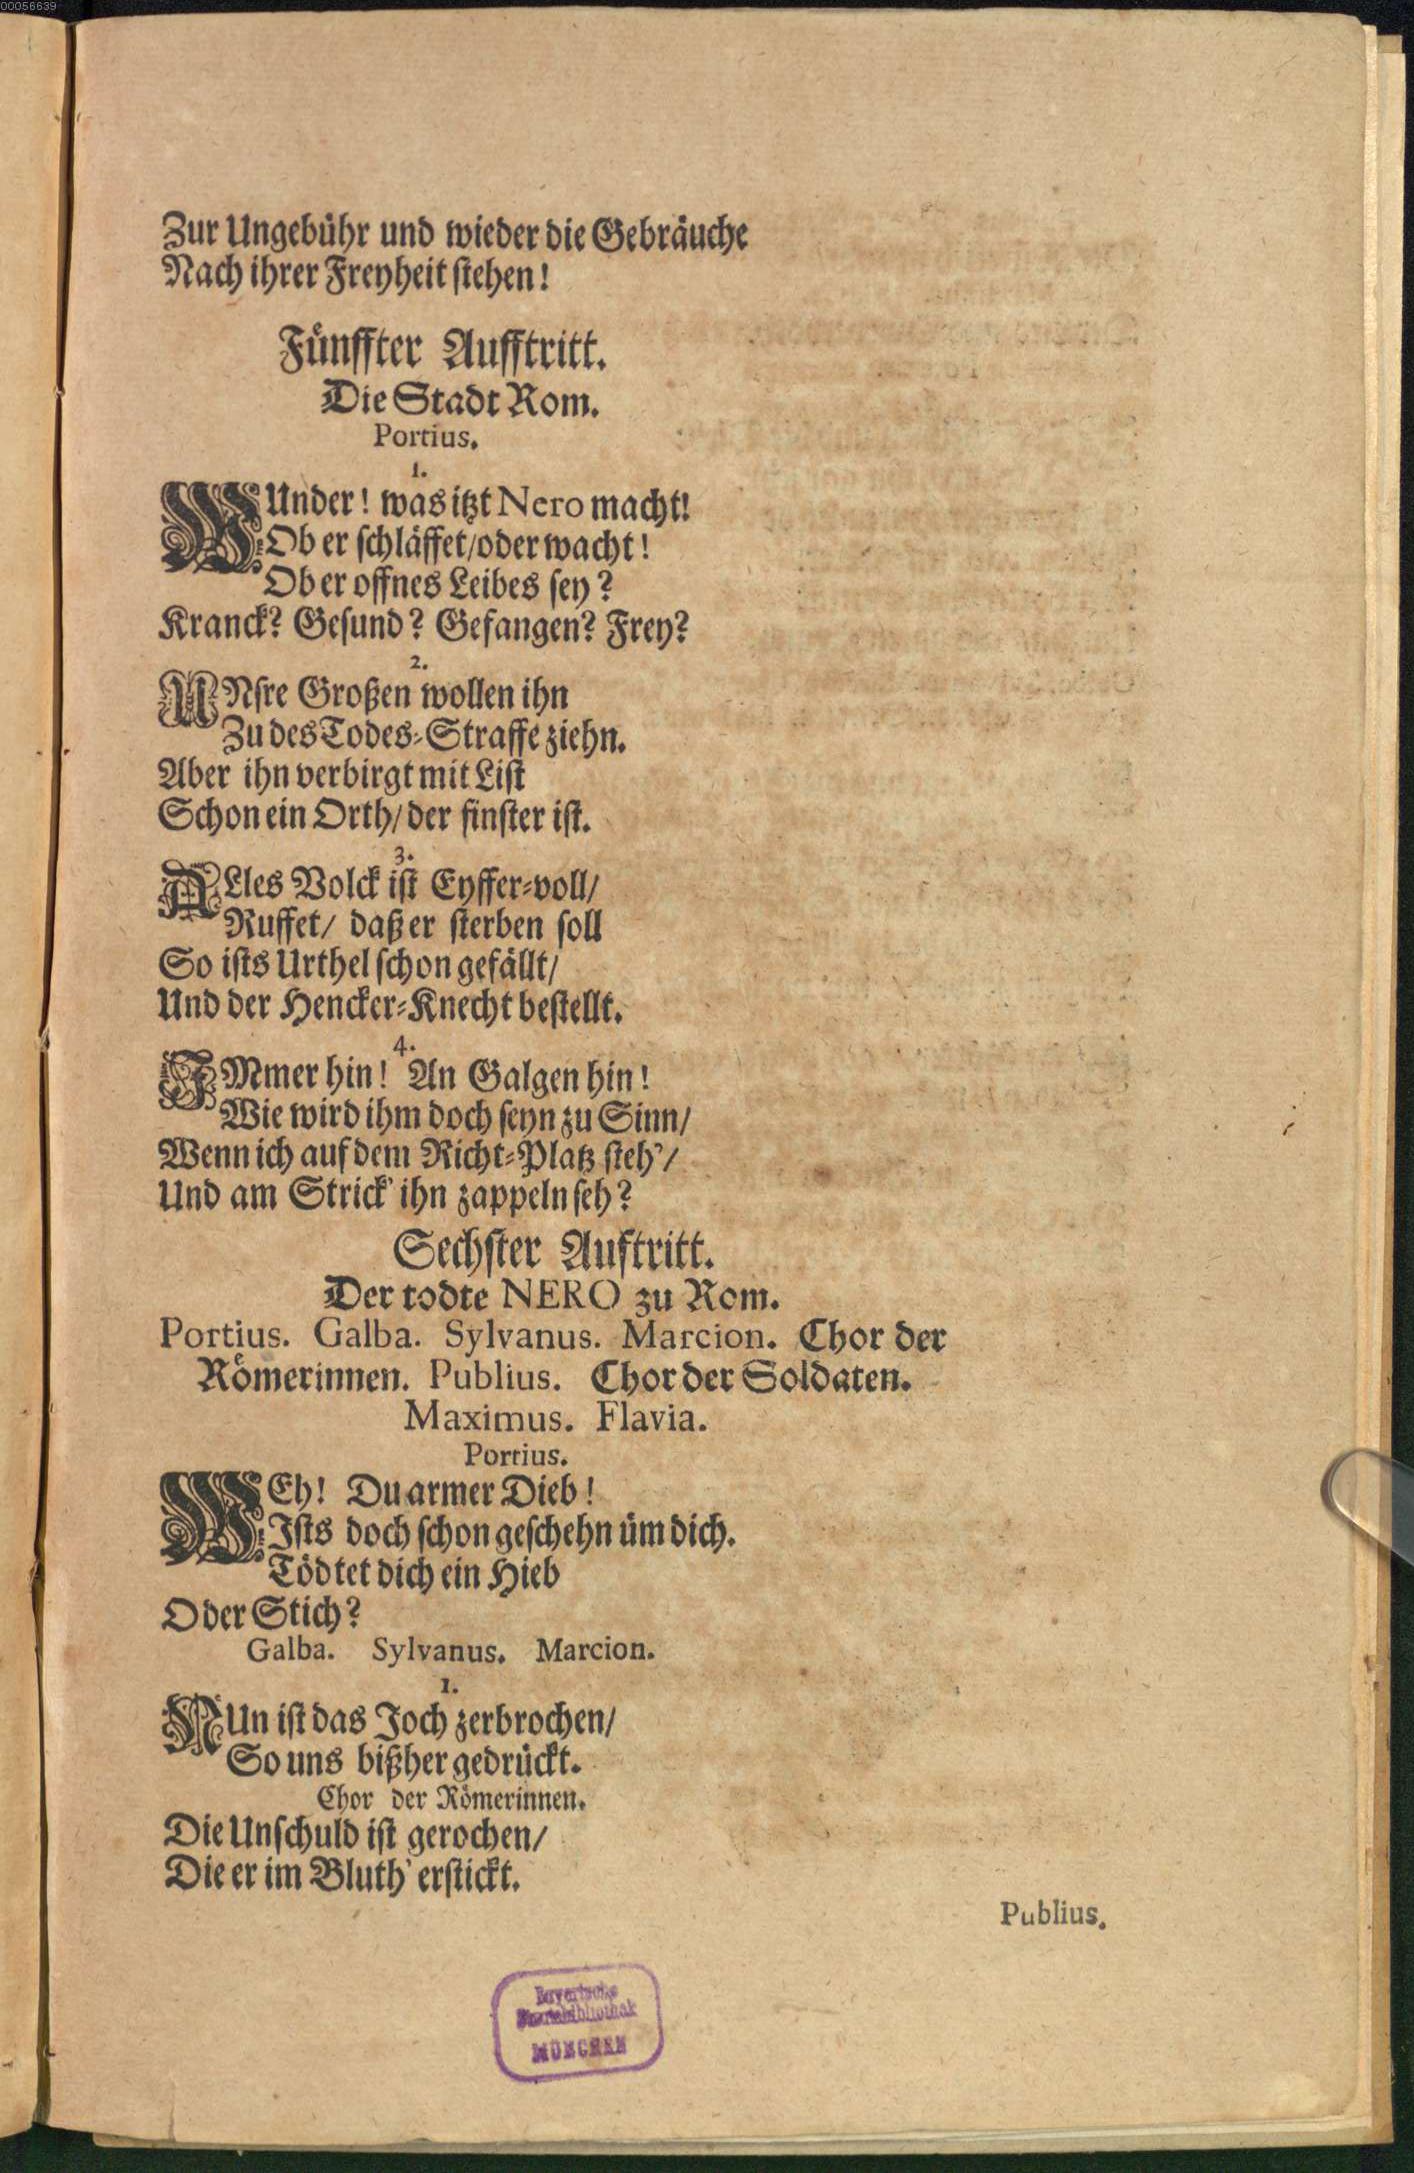 00056639
Zur Ungebühr und wieder die Gebräuche
Nach ihrer Freyheit stehen!
Fünffter Aufftritt.
Die Stadt Rom.
Portius.
1.
WUnder! was itzt Nero macht!
Ob er schläffet/oder wacht!
Ob er offnes Leibes sey?
Kranck? Gesund? Gefangen? Frey?
2.
UNsre Großen wollen ihn
Zu des Todes-Straffe ziehn.
Aber ihn verbirgt mit List
Schon ein Orth/ der finster ist.
3.
ALles Volck ist Eyffer-voll/
Ruffet/ daß er sterben soll
So ists Urthel schon gefällt/
Und der Hencker-Knecht bestellt.
4.
IMmer hin! An Galgen hin!
Wie wird ihm doch seyn zu Sinn/
Wenn ich auf dem Richt-Platz steh'/
Und am Strick' ihn zappeln seh?
Sechster Auftritt.
Der todte NERO zu Rom.
Portius. Galba. Sylvanus. Marcion. Chor der
Römerinnen. Publius. Chor der Soldaten.
Maximus. Flavia.
Portius.
WEh! Du armer Dieb!
Ists doch schon geschehn üm dich.
Tödtet dich ein Hieb
Oder Stich?
Galba. Sylvanus. Marcion.
1.
NUn ist das Joch zerbrochen/
So uns bißher gedrückt.
Chor der Römerinnen.
Die Unschuld ist gerochen/
Die er im Bluth' erstickt.
Publius.
Bayerische
Staatsbibliothek
MÜNCHEN